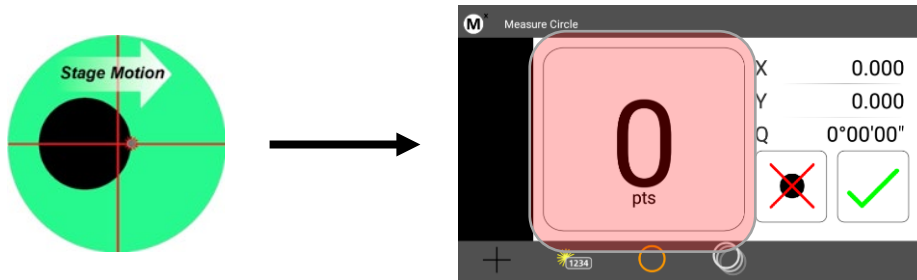 Stage Motion
M x
Measure Circle
0
pts
X 0.000
Y 0.000
Q 0°00'00"
1234